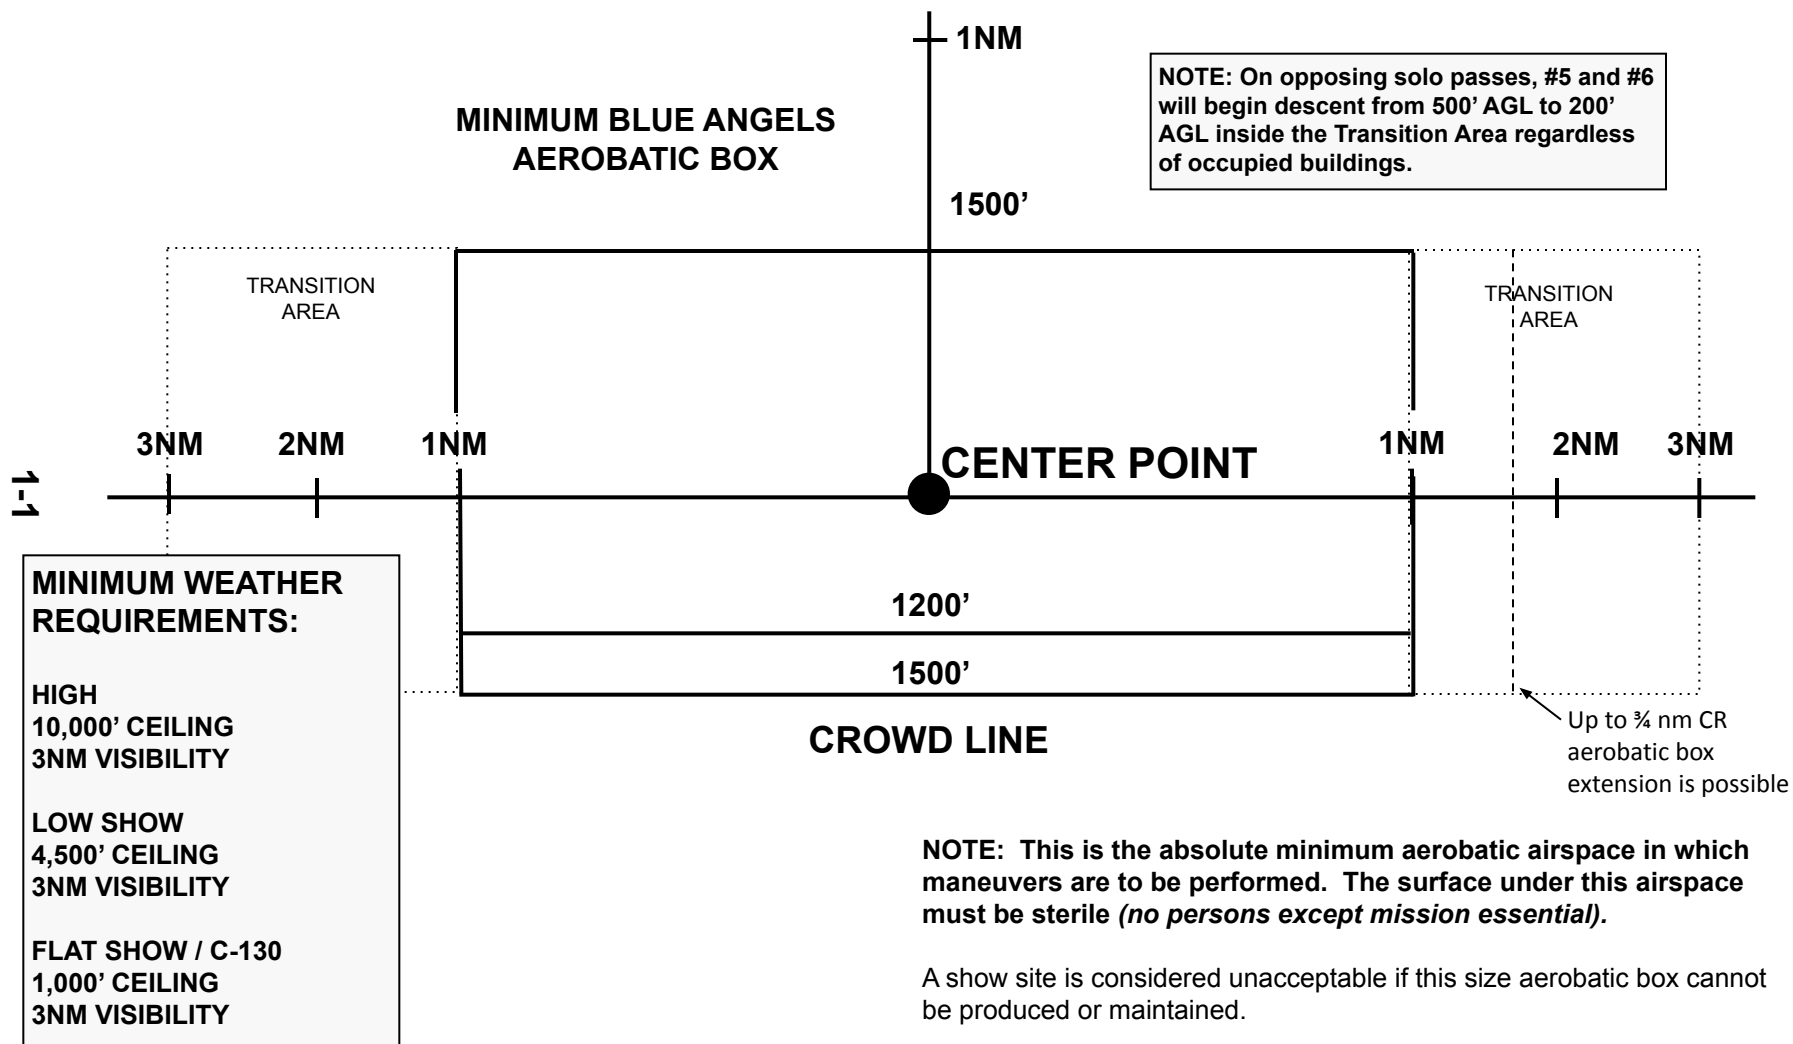 1NM
NOTE: On opposing solo passes, #5 and #6
will begin descent from 500’ AGL to 200’
AGL inside the Transition Area regardless
of occupied buildings.
MINIMUM BLUE ANGELS
AEROBATIC BOX
1500’
TRANSITION
AREA
TRANSITION
AREA
3NM 2NM 1NM 1NM 2NM 3NM
CENTER POINT
1-1
1200’
1500’
CROWD LINE
MINIMUM WEATHER
REQUIREMENTS:
HIGH
10,000’ CEILING
3NM VISIBILITY
LOW SHOW
4,500’ CEILING
3NM VISIBILITY
FLAT SHOW / C-130
1,000’ CEILING
3NM VISIBILITY
Up to ¾ nm CR
aerobatic box
extension is possible
NOTE: This is the absolute minimum aerobatic airspace in which
maneuvers are to be performed. The surface under this airspace
must be sterile (no persons except mission essential).
A show site is considered unacceptable if this size aerobatic box cannot
be produced or maintained.